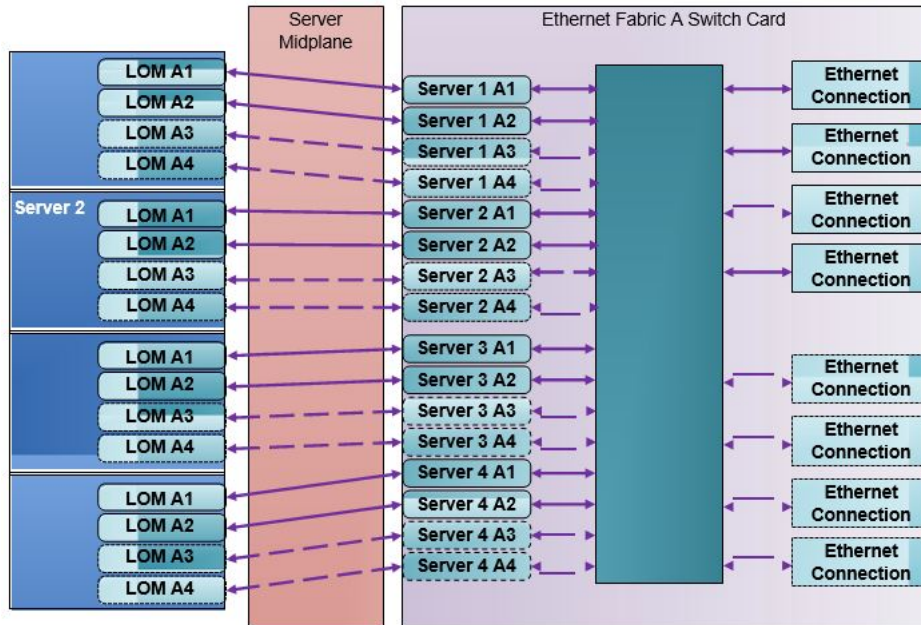 Server
Midplane
Ethernet Fabric A Switch Card
LOM A1
LOM A2
LOM A3
LOM A4
Server 2
LOM A1
LOM A2
LOM A3
LOM A4
LOM A1
LOM A2
LOM A3
LOM A4
LOM A1
LOM A2
LOM A3
LOM A4
Server 1 A1
Server 1 A2
Server 1 A3
Server 1 A4
Server 2 A1
Server 2 A2
Server 2 A3
Server 2 A4
Server 3 A1
Server 3 A2
Server 3 A3
Server 3 A4
Server 4 A1
Server 4 A2
Server 4 A3
Server 4 A4
Ethernet
Connection
Ethernet
Connection
Ethernet
Connection
Ethernet
Connection
Ethernet
Connection
Ethernet
Connection
Ethernet
Connection
Ethernet
Connection